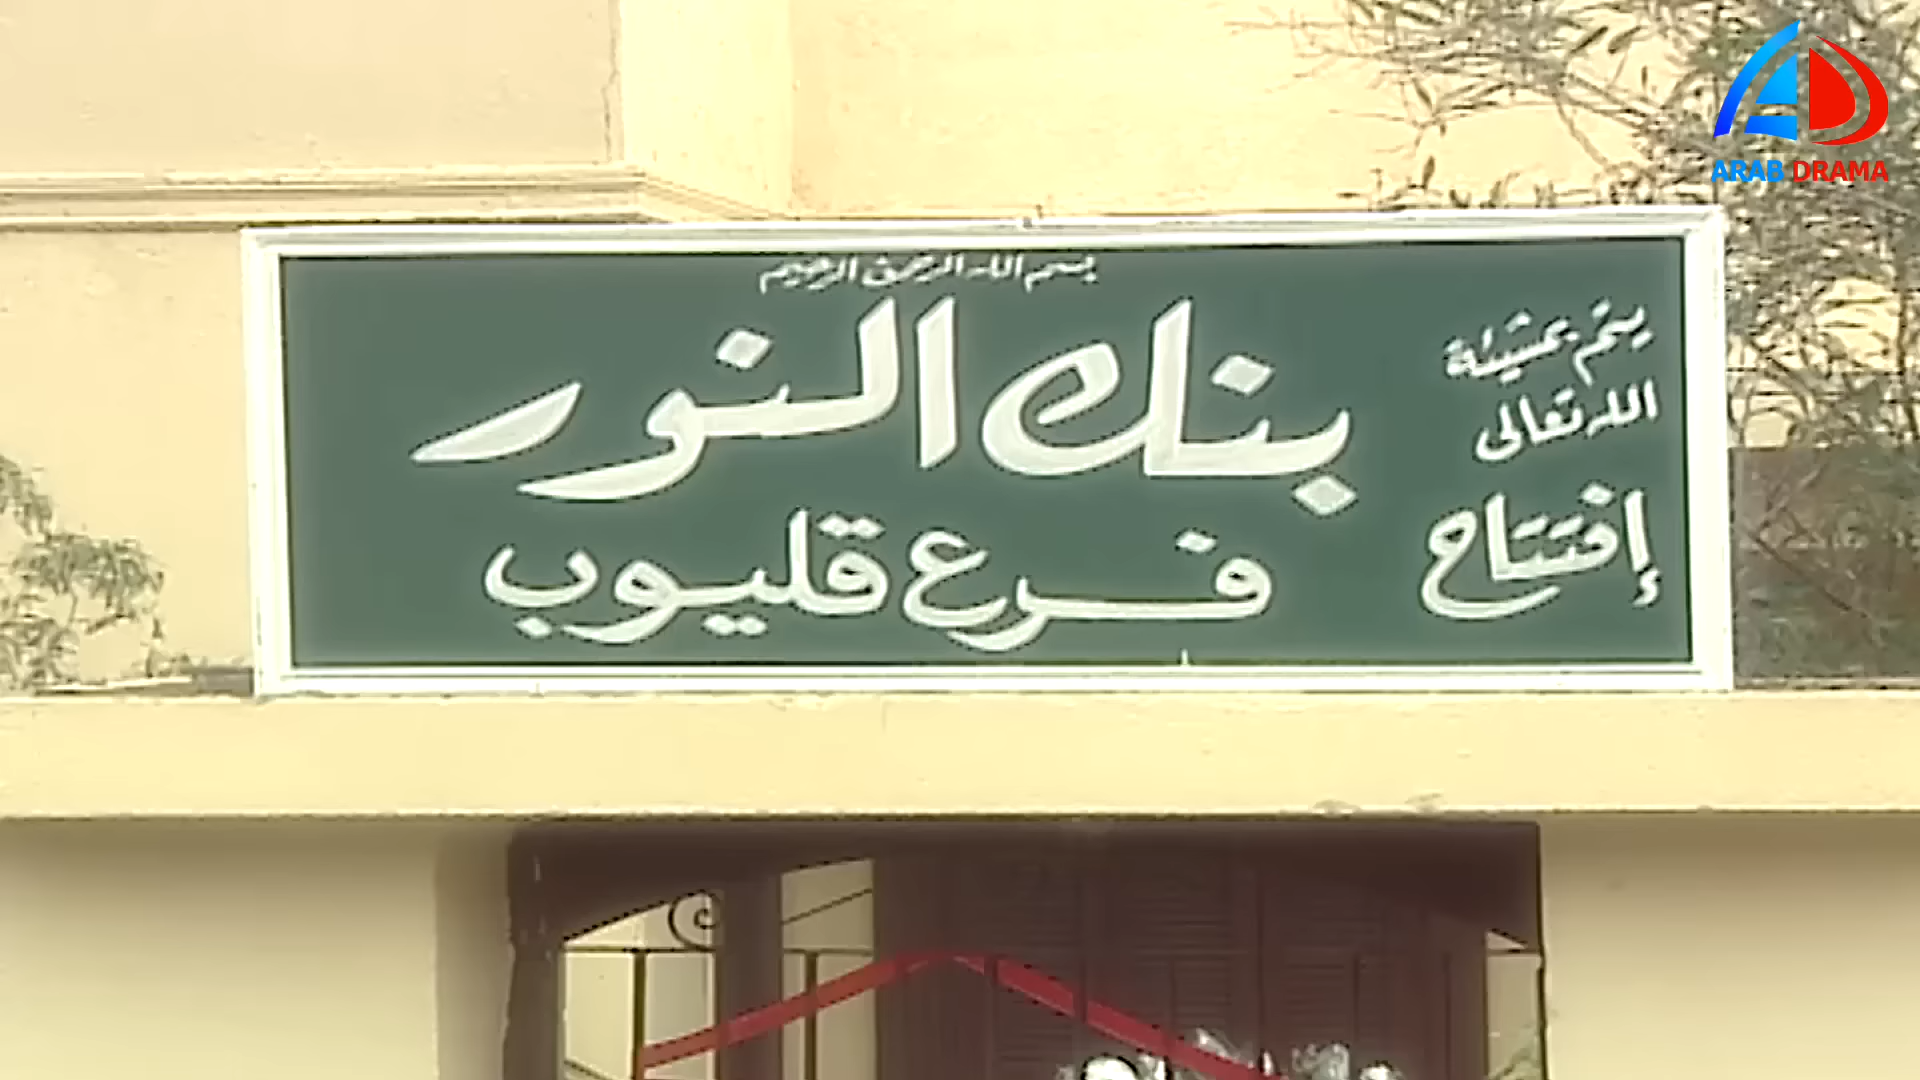 بسم الله الرحمن الرحيم
يتم بمشيئة
الله تعالى
إفتتاح
بنك النور
فرع قليوب
ARAB DRAMA